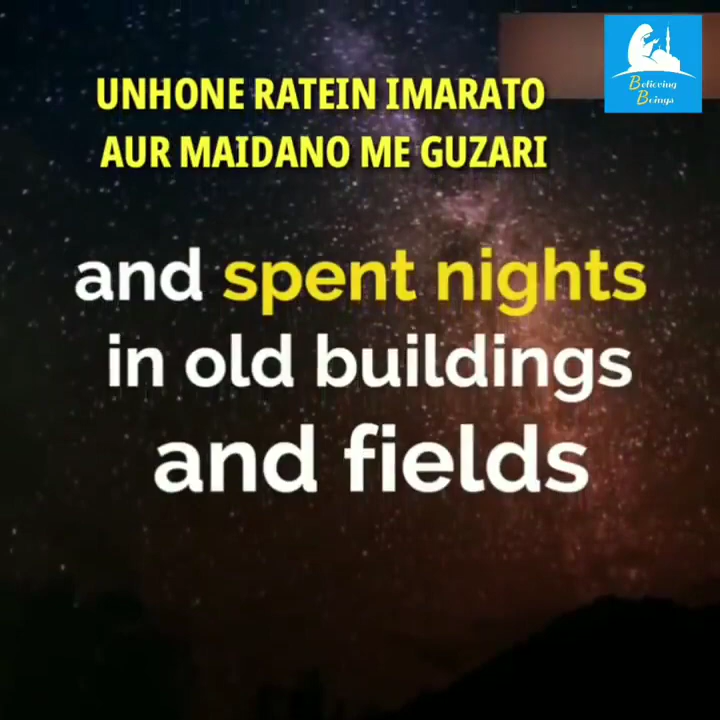 UNHONE RATEIN IMARATO
AUR MAIDANO ME GUZARI
and spent nights
in old buildings
and fields
Believing
Beings